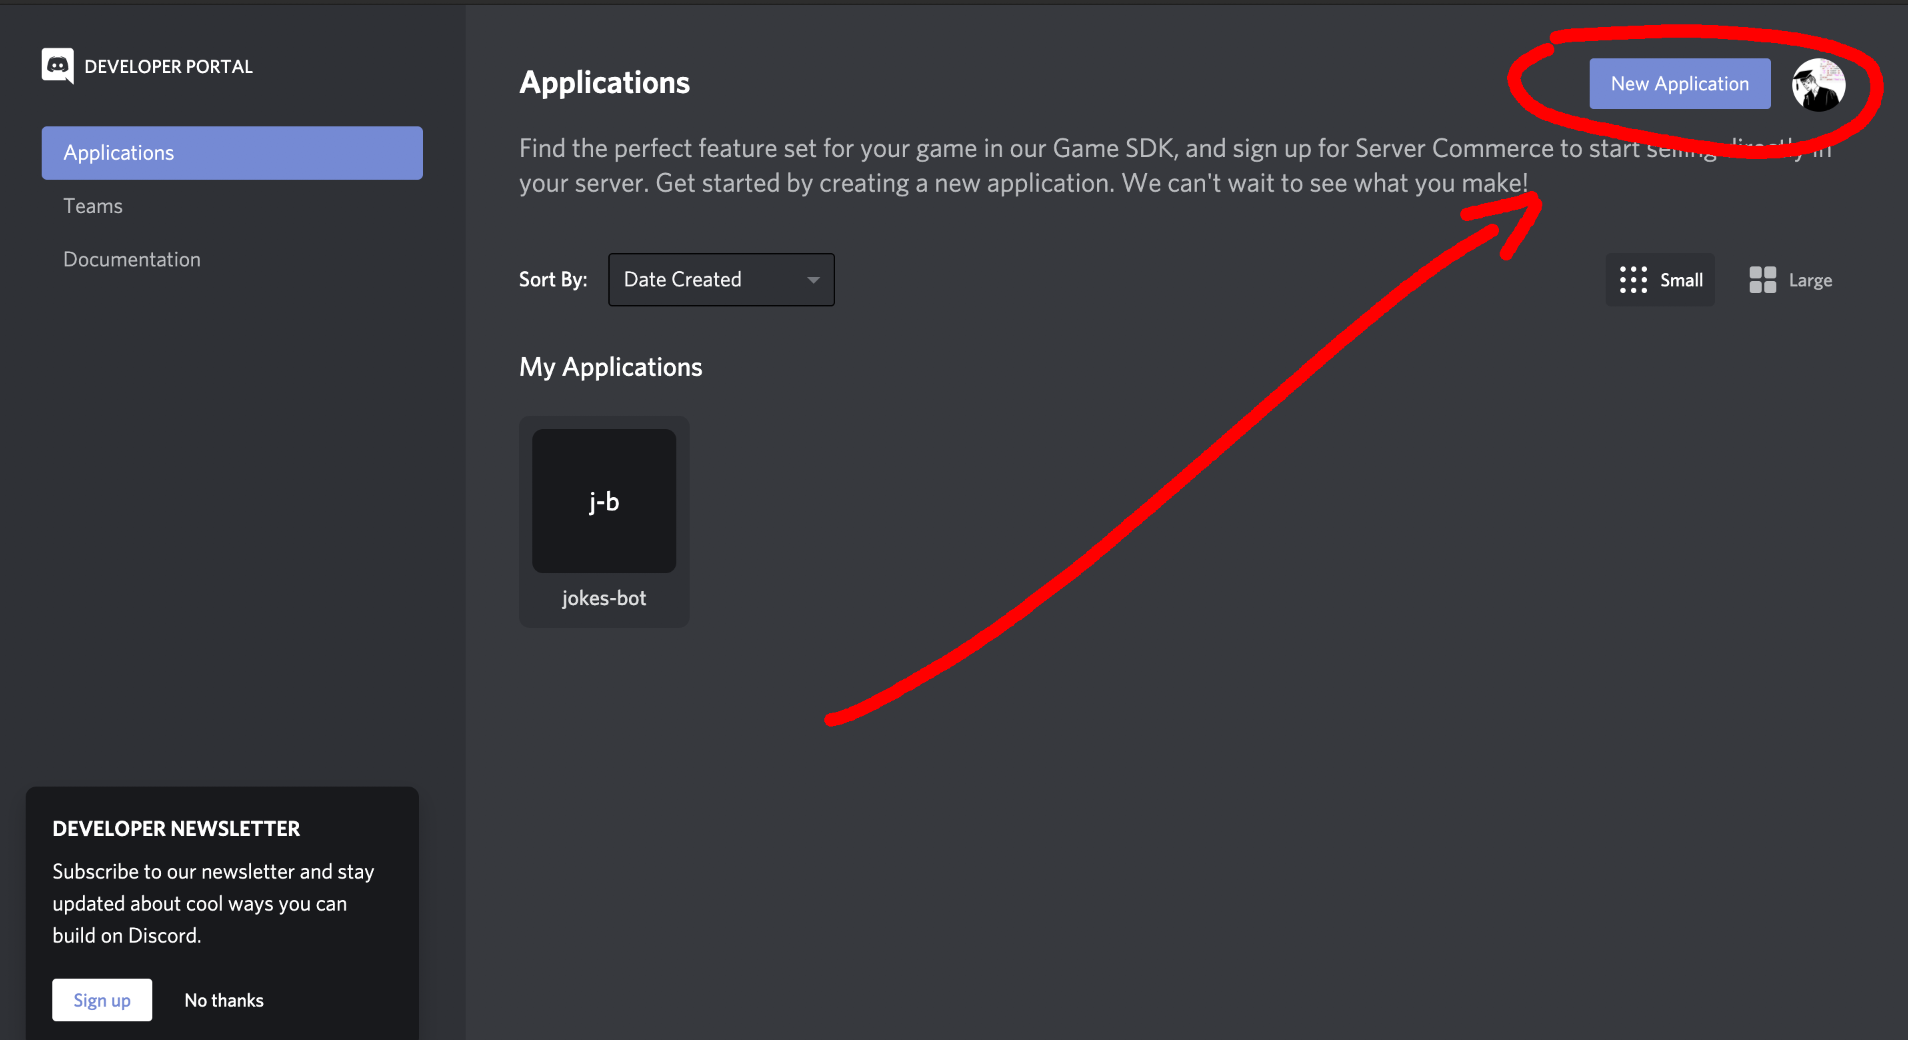 DEVELOPER PORTAL
Applications
Teams
Documentation
Applications
New Application
Find the perfect feature set for your game in our Game SDK, and sign up for Server Commerce to start selling directly in
your server. Get started by creating a new application. We can't wait to see what you make!
Sort By:
Date Created
Small
Large
My Applications
j-b
jokes-bot
DEVELOPER NEWSLETTER
Subscribe to our newsletter and stay
updated about cool ways you can
build on Discord.
Sign up
No thanks